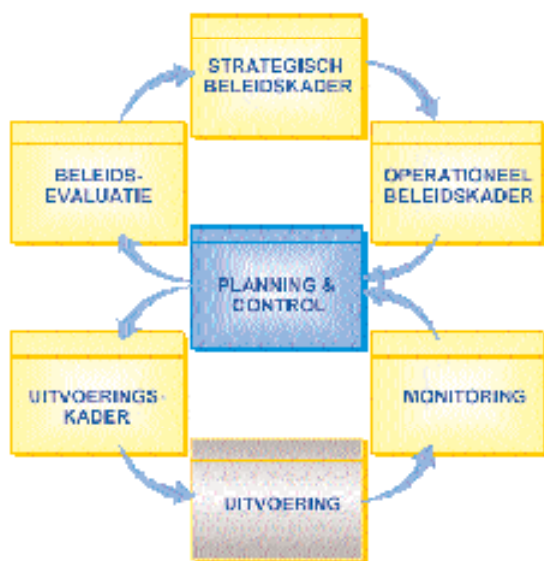 STRATEGISCH
BELEIDSKADER
BELEIDS-
EVALUATIE
OPERATIONEEL
BELEIDSKADER
PLANNING &
CONTROL
UITVOERINGS-
KADER
MONITORING
UITVOERING